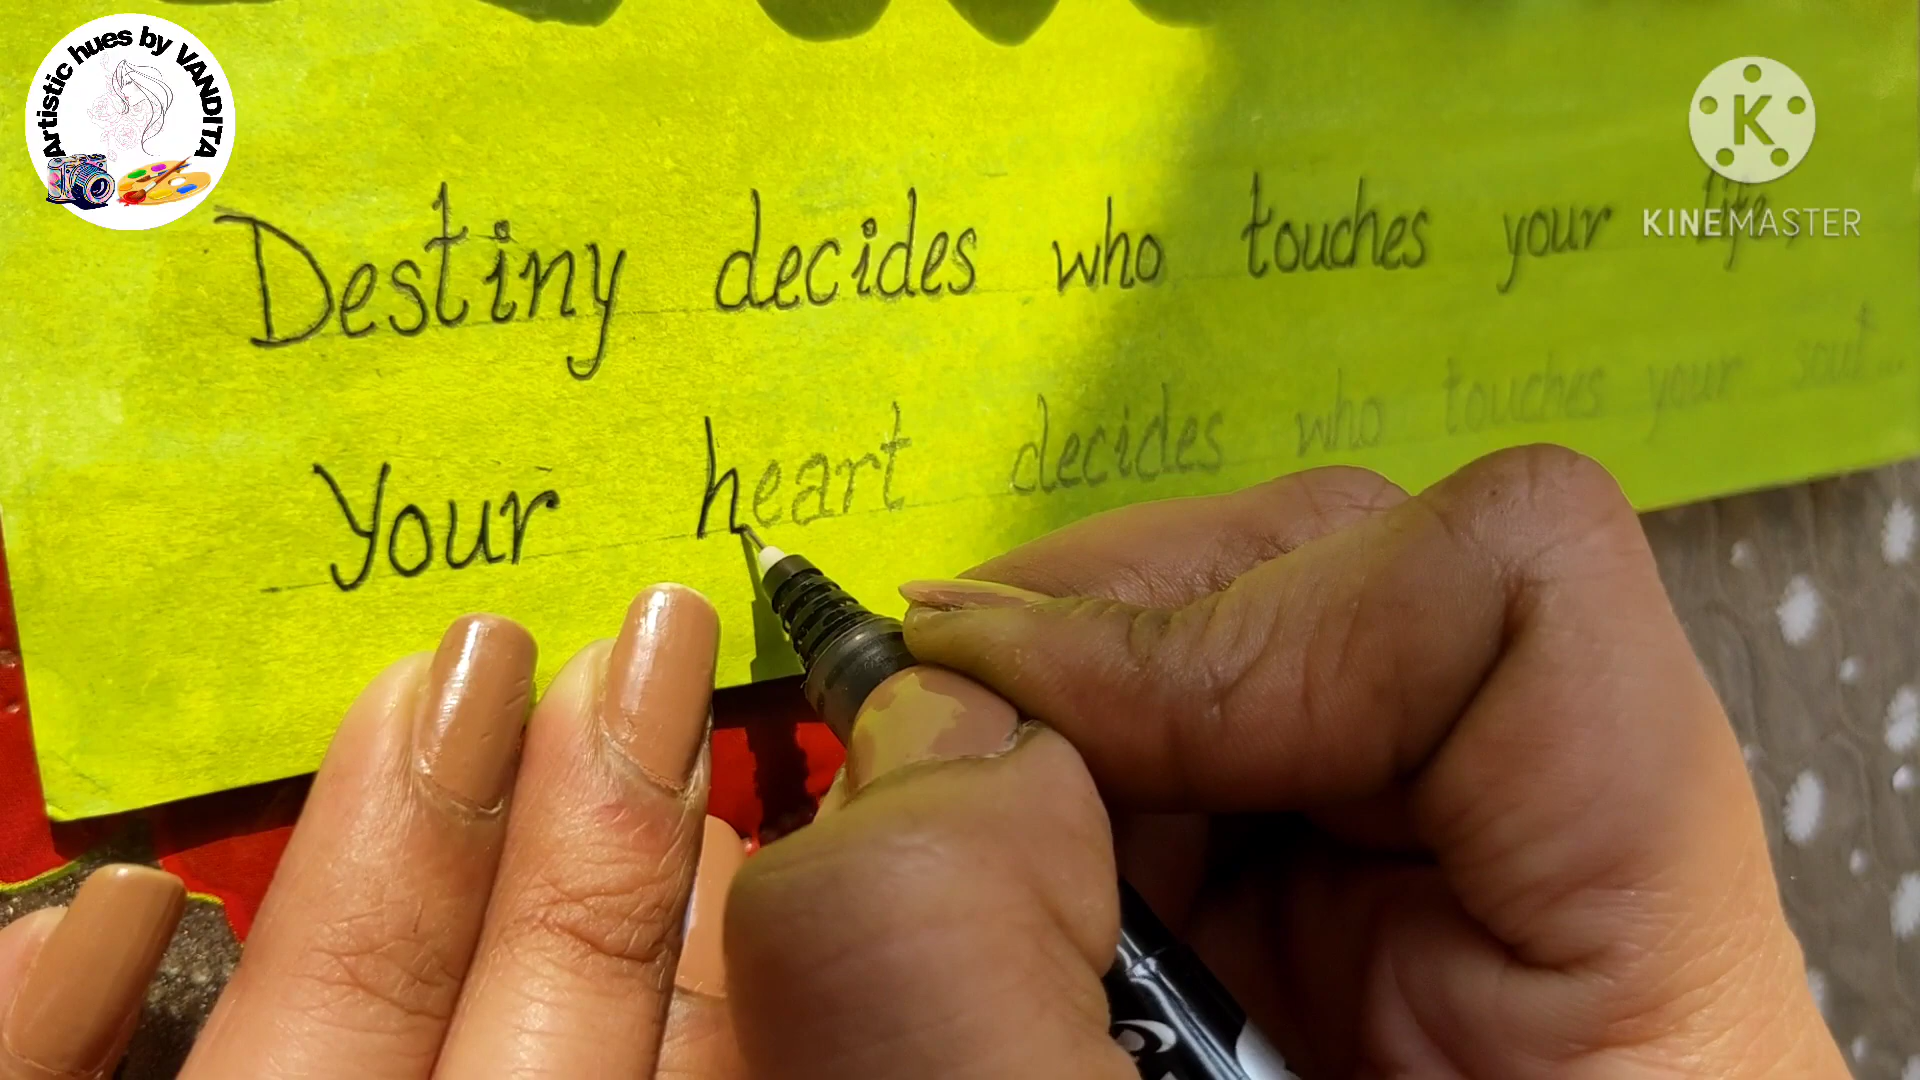 Artistic hues by VANDITA
K
KINEMASTER
Destiny decides who touches your life,
Your heart decides who touches your soul...